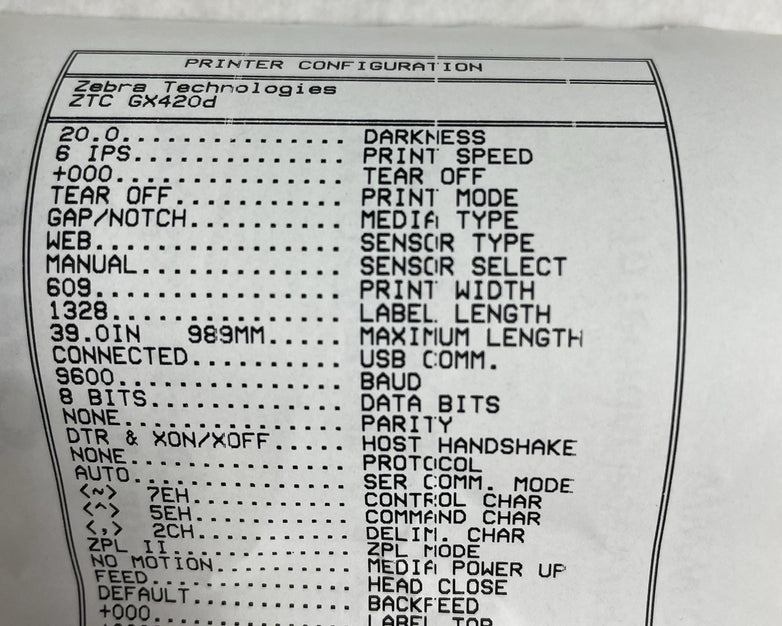 PRINTER CONFIGURATION
Zebra Technologies
ZTC GX420d
20.0............... DARKNESS
6 IPS.............. PRINT SPEED
+000............... TEAR OFF
TEAR OFF........... PRINT MODE
GAP/NOTCH.......... MEDIA TYPE
WEB................ SENSOR TYPE
MANUAL............. SENSOR SELECT
609................ PRINT WIDTH
1328............... LABEL LENGTH
39.0IN   989MM..... MAXIMUM LENGTH
CONNECTED.......... USB COMM.
9600............... BAUD
8 BITS............. DATA BITS
NONE............... PARITY
DTR & XON/XOFF..... HOST HANDSHAKE
NONE............... PROTOCOL
AUTO............... SER COMM. MODE
<~>  7EH........... CONTROL CHAR
<^>  5EH........... COMMAND CHAR
<,>  2CH........... DELIM. CHAR
ZPL II............. ZPL MODE
NO MOTION.......... MEDIA POWER UP
FEED............... HEAD CLOSE
DEFAULT............ BACKFEED
+000............... LABEL TOP